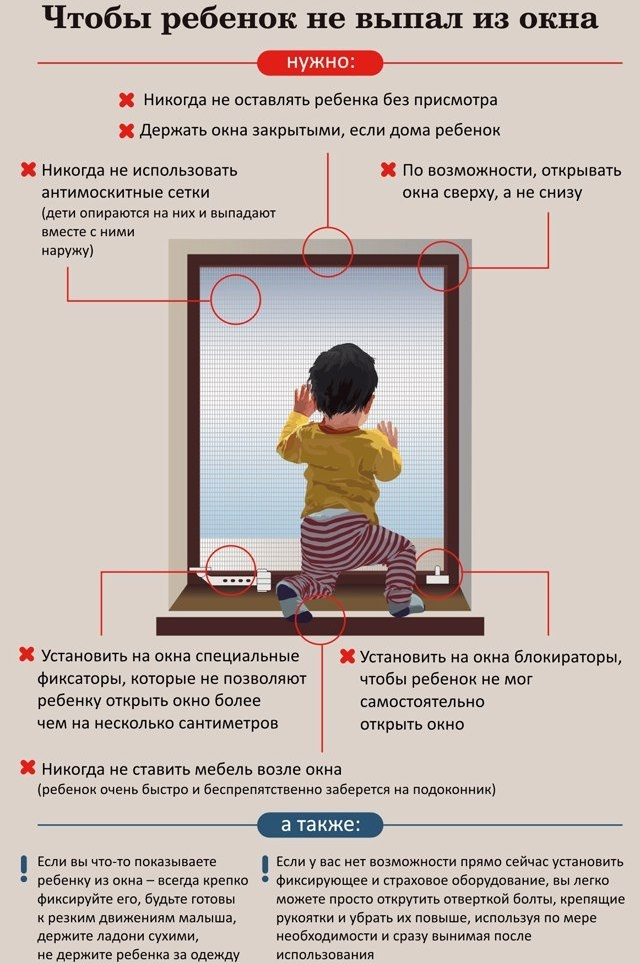 Чтобы ребенок не выпал из окна
нужно:
Никогда не оставлять ребенка без присмотра
Держать окна закрытыми, если дома ребенок
Никогда не использовать
антимоскитные сетки
(дети опираются на них и выпадают
вместе с ними
наружу)
По возможности, открывать
окна сверху, а не снизу
Установить на окна специальные
фиксаторы, которые не позволяют
ребенку открыть окно более
чем на несколько сантиметров
Установить на окна блокираторы,
чтобы ребенок не мог
самостоятельно
открыть окно
Никогда не ставить мебель возле окна
(ребенок очень быстро и беспрепятственно заберется на подоконник)
а также:
Если вы что-то показываете
ребенку из окна – всегда крепко
фиксируйте его, будьте готовы
к резким движениям малыша,
держите ладони сухими,
не держите ребенка за одежду
Если у вас нет возможности прямо сейчас установить
фиксирующее и страховое оборудование, вы легко
можете просто открутить отверткой болты, крепящие
рукоятки и убрать их повыше, используя по мере
необходимости и сразу вынимая после
использования